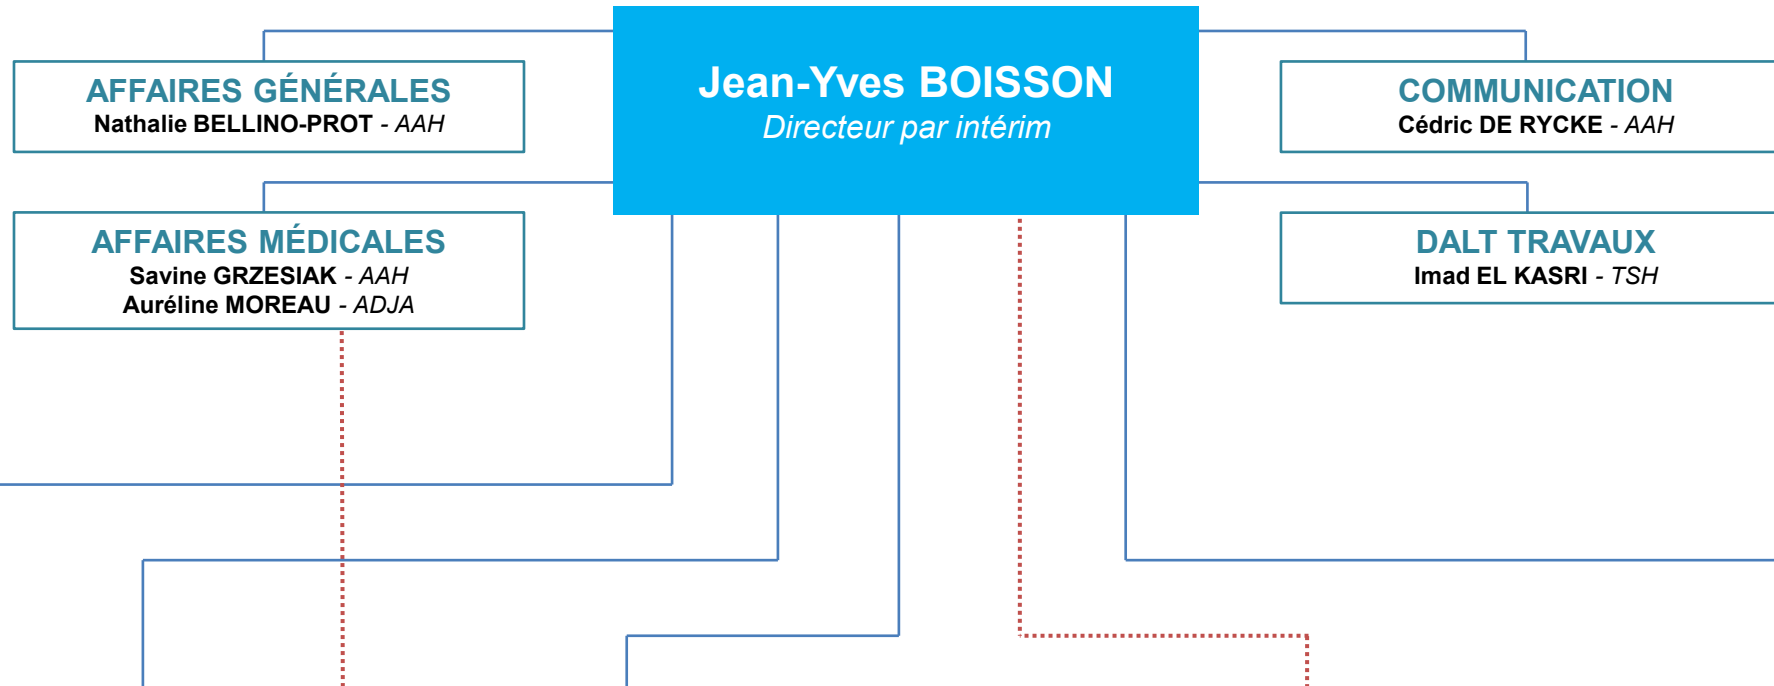 AFFAIRES GÉNÉRALES
Nathalie BELLINO-PROT - AAH
Jean-Yves BOISSON
Directeur par intérim
COMMUNICATION
Cédric DE RYCKE - AAH
AFFAIRES MÉDICALES
Savine GRZESIAK - AAH
Auréline MOREAU - ADJA
DALT TRAVAUX
Imad EL KASRI - TSH